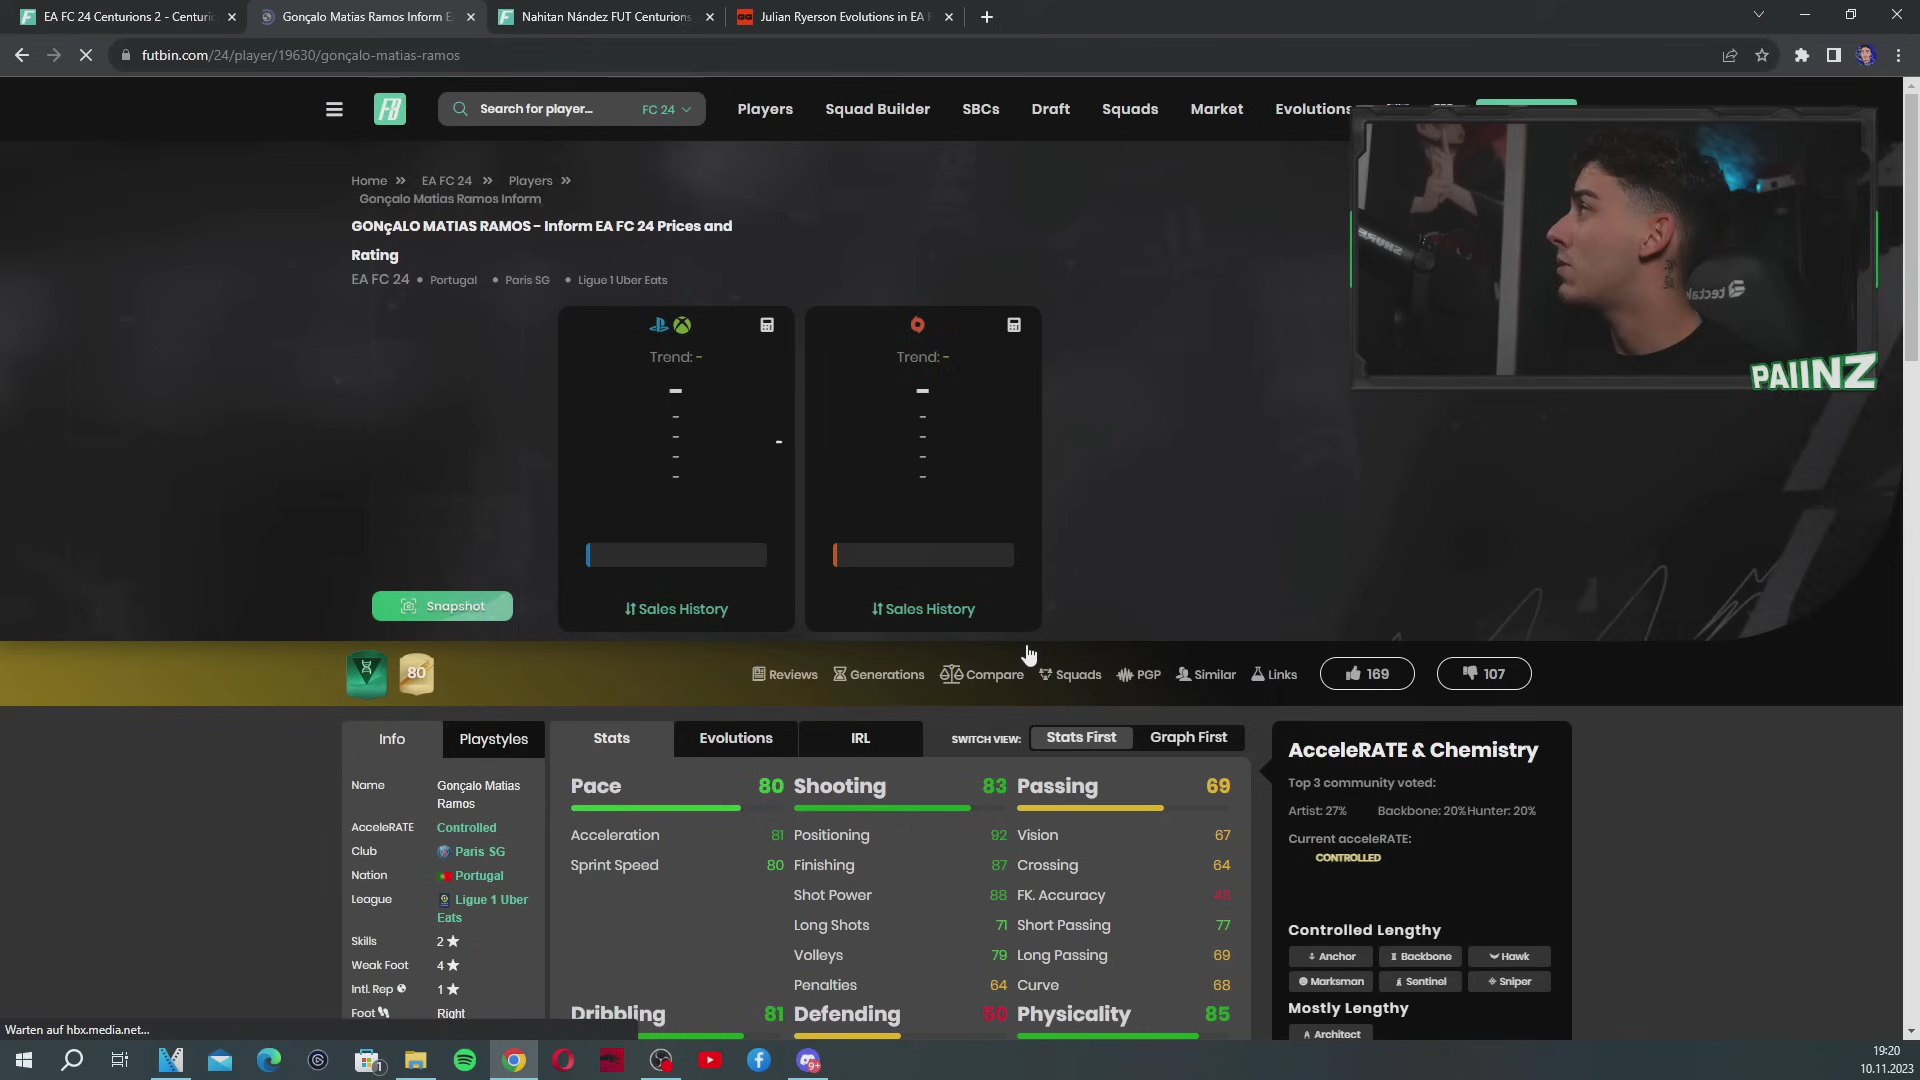 EA FC 24 Centurions 2 - Centuri
Gonçalo Matias Ramos Inform E
Nahitan Nández FUT Centurions
Julian Ryerson Evolutions in EA F
futbin.com/24/player/19630/gonçalo-matias-ramos
FB
Search for player...
FC 24
Players
Squad Builder
SBCs
Draft
Squads
Market
Evolutions
Home >> EA FC 24 >> Players >>
Gonçalo Matias Ramos Inform
GONçALO MATIAS RAMOS - Inform EA FC 24 Prices and
Rating
EA FC 24 • Portugal • Paris SG • Ligue 1 Uber Eats
SHURE
tectake
PAIINZ
Trend: -
-
-
-
-
-
-
Sales History
Trend: -
-
-
-
-
-
Sales History
Snapshot
80
Reviews
Generations
Compare
Squads
PGP
Similar
Links
169
107
Info
Playstyles
Name Gonçalo Matias
Ramos
AcceleRATE Controlled
Club Paris SG
Nation Portugal
League Ligue 1 Uber
Eats
Skills 2
Weak Foot 4
Intl. Rep 1
Foot Right
Stats
Evolutions
IRL
SWITCH VIEW:
Stats First
Graph First
Pace 80
Acceleration 81
Sprint Speed 80
Shooting 83
Positioning 92
Finishing 87
Shot Power 88
Long Shots 71
Volleys 79
Penalties 64
Passing 69
Vision 67
Crossing 64
FK. Accuracy 48
Short Passing 77
Long Passing 69
Curve 68
Dribbling 81
Defending 50
Physicality 85
AcceleRATE & Chemistry
Top 3 community voted:
Artist: 27% Backbone: 20% Hunter: 20%
Current acceleRATE:
CONTROLLED
Controlled Lengthy
Anchor
Backbone
Hawk
Marksman
Sentinel
Sniper
Mostly Lengthy
Architect
Warten auf hbx.media.net...
1
9+
19:20
10.11.2023